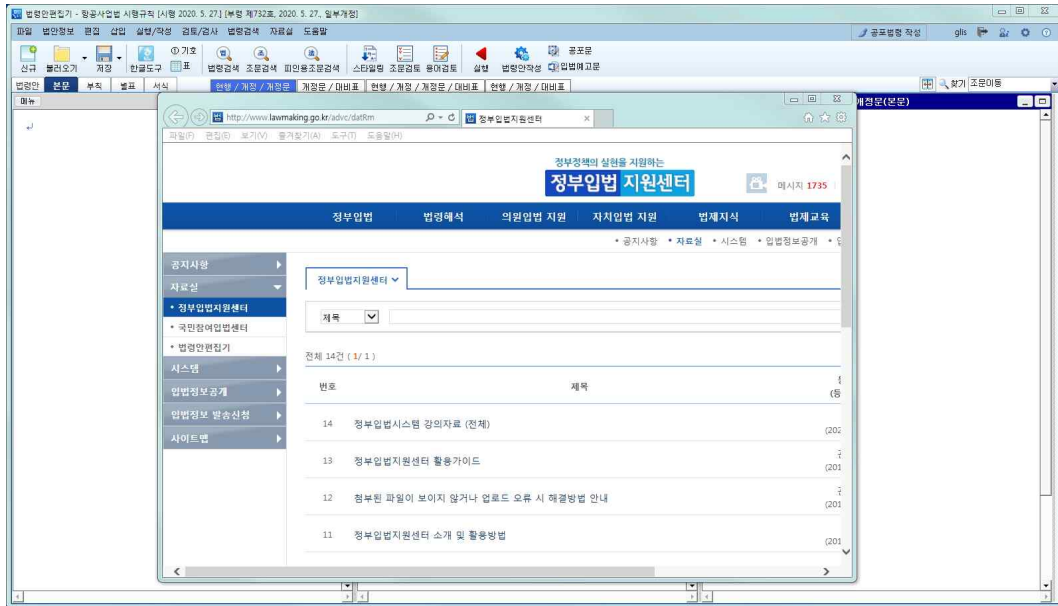 법령안편집기 - 항공사업법 시행규칙 [시행 2020. 5. 27.] [부령 제732호, 2020. 5. 27., 일부개정]
파일 법안정보 편집 삽입 실행/작성 검토/검사 법령검색 자료실 도움말
공포법령 작성 glis
신규 불러오기 저장 한글도구 ①기호 표 법령검색 조문검색 피인용조문검색 스타일링 조문검토 용어검토 실행 법령안작성 공포문 입법예고문
법령안 본문 부칙 별표 서식 현행 / 개정 / 개정문 개정문 / 대비표 현행 / 개정 / 개정문 / 대비표 현행 / 개정 / 대비표 찾기 조문이동
메뉴
개정문(본문)
http://www.lawmaking.go.kr/advc/datRm
정부입법지원센터
파일(F) 편집(E) 보기(V) 즐겨찾기(A) 도구(T) 도움말(H)
정부정책의 실현을 지원하는
정부입법 지원센터
메시지 1735
정부입법 법령해석 의원입법 지원 자치입법 지원 법제지식 법제교육
• 공지사항 • 자료실 • 시스템 • 입법정보공개
공지사항
자료실
• 정부입법지원센터
• 국민참여입법센터
• 법령안편집기
시스템
입법정보공개
입법정보 발송신청
사이트맵
정부입법지원센터
제목
전체 14건 ( 1/ 1 )
번호 제목
(등
14 정부입법시스템 강의자료 (전체)
(202
13 정부입법지원센터 활용가이드
(201
12 첨부된 파일이 보이지 않거나 업로드 오류 시 해결방법 안내
(201
11 정부입법지원센터 소개 및 활용방법
(201